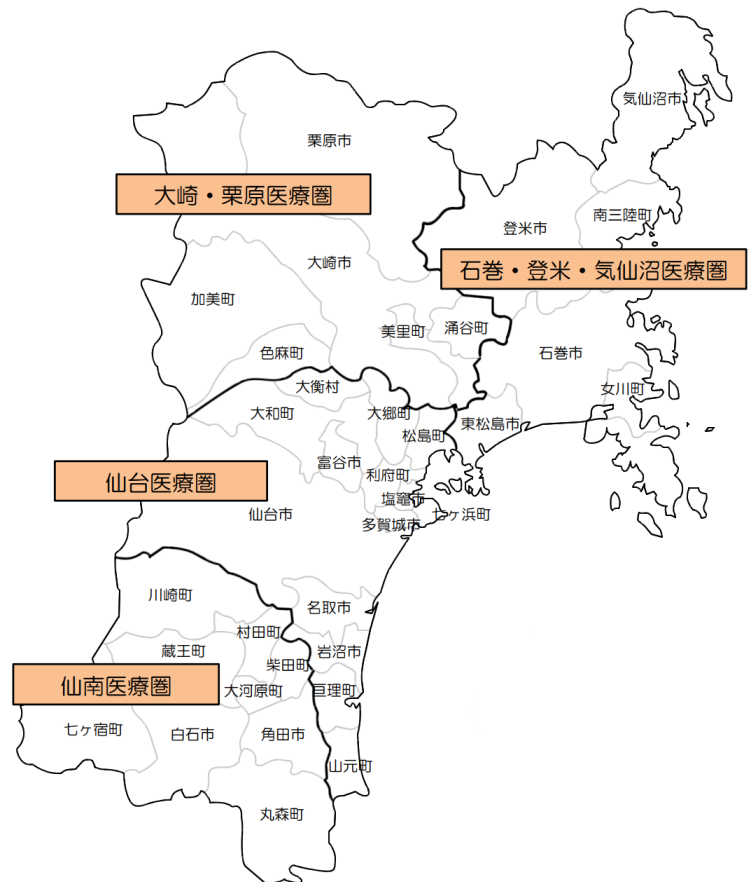 気仙沼市
栗原市
大崎・栗原医療圏
南三陸町
登米市
大崎市
石巻・登米・気仙沼医療圏
加美町
美里町
涌谷町
色麻町
石巻市
大衡村
女川町
大和町
大郷町
東松島市
松島町
富谷市
利府町
仙台医療圏
塩竈市
仙台市
七ヶ浜町
多賀城市
川崎町
名取市
村田町
蔵王町
岩沼市
柴田町
仙南医療圏
大河原町
亘理町
七ヶ宿町
白石市
角田市
山元町
丸森町